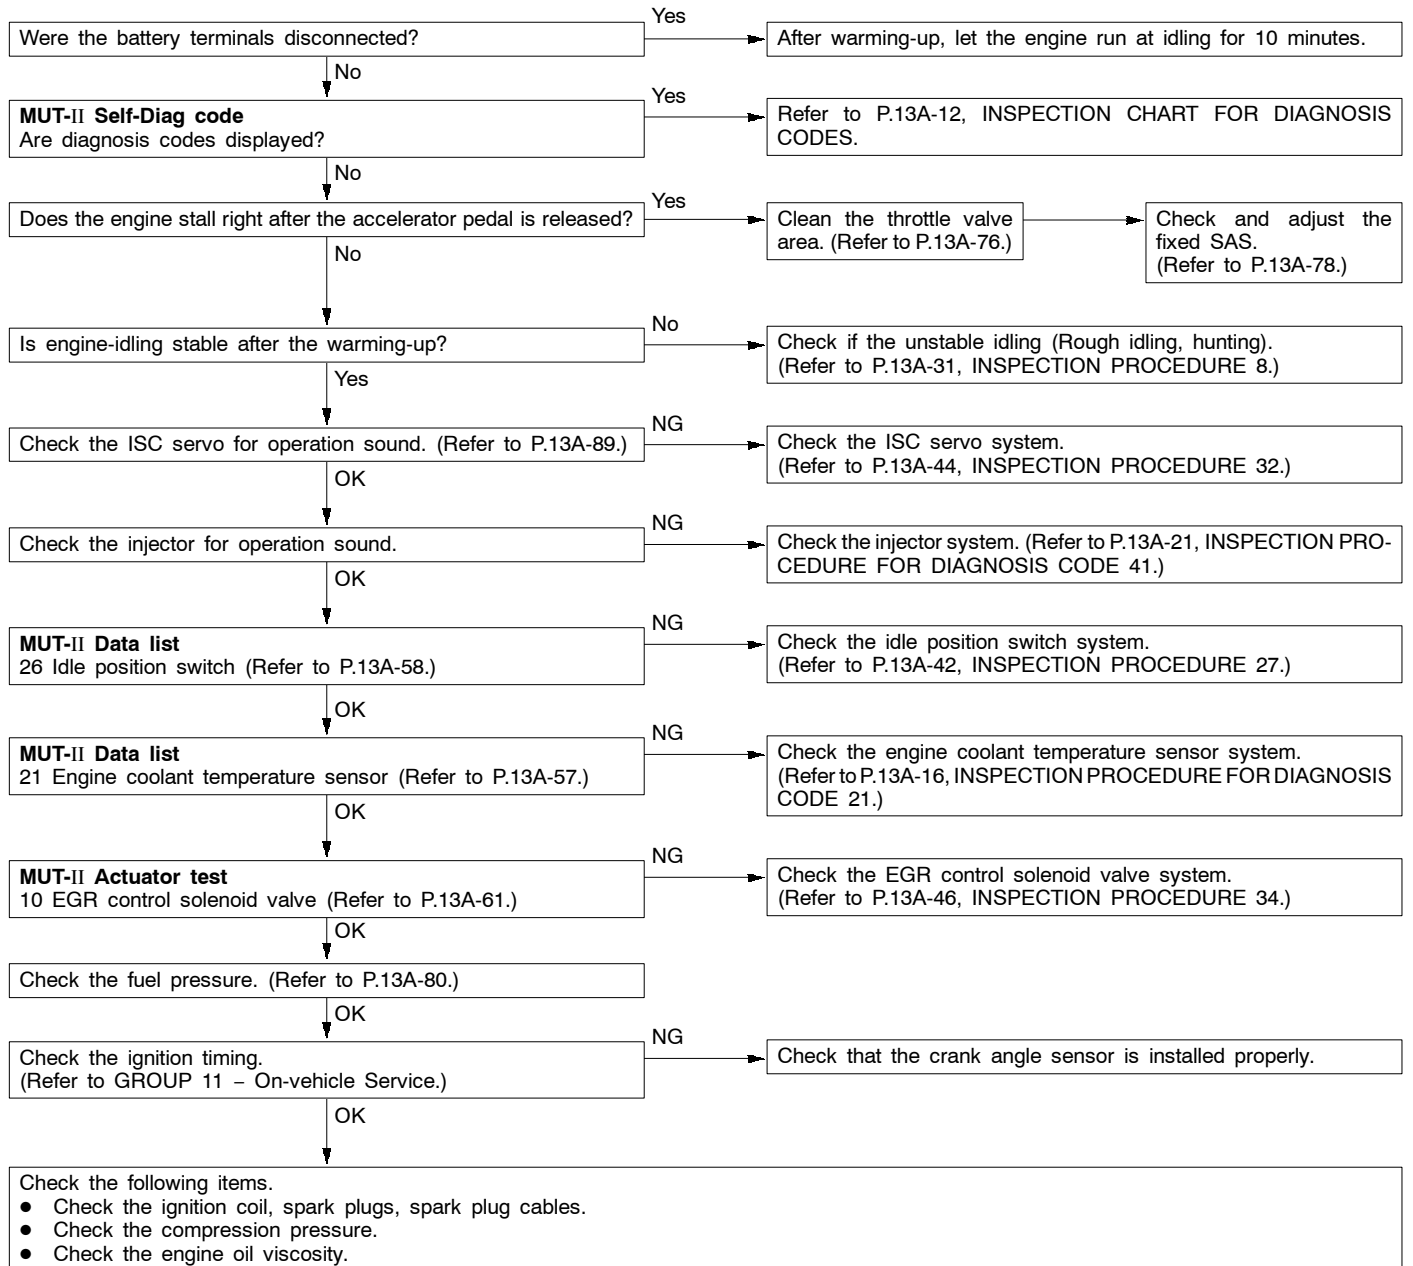 Yes
Were the battery terminals disconnected?
After warming-up, let the engine run at idling for 10 minutes.
No
MUT-II Self-Diag code
Are diagnosis codes displayed?
Yes
Refer to P.13A-12, INSPECTION CHART FOR DIAGNOSIS
CODES.
No
Does the engine stall right after the accelerator pedal is released?
Yes
Clean the throttle valve
area. (Refer to P.13A-76.)
Check and adjust the
fixed SAS.
(Refer to P.13A-78.)
No
Is engine-idling stable after the warming-up?
No
Check if the unstable idling (Rough idling, hunting).
(Refer to P.13A-31, INSPECTION PROCEDURE 8.)
Yes
Check the ISC servo for operation sound. (Refer to P.13A-89.)
NG
Check the ISC servo system.
(Refer to P.13A-44, INSPECTION PROCEDURE 32.)
OK
Check the injector for operation sound.
NG
Check the injector system. (Refer to P.13A-21, INSPECTION PRO-
CEDURE FOR DIAGNOSIS CODE 41.)
OK
MUT-II Data list
26 Idle position switch (Refer to P.13A-58.)
NG
Check the idle position switch system.
(Refer to P.13A-42, INSPECTION PROCEDURE 27.)
OK
MUT-II Data list
21 Engine coolant temperature sensor (Refer to P.13A-57.)
NG
Check the engine coolant temperature sensor system.
(Refer to P.13A-16, INSPECTION PROCEDURE FOR DIAGNOSIS
CODE 21.)
OK
MUT-II Actuator test
10 EGR control solenoid valve (Refer to P.13A-61.)
NG
Check the EGR control solenoid valve system.
(Refer to P.13A-46, INSPECTION PROCEDURE 34.)
OK
Check the fuel pressure. (Refer to P.13A-80.)
OK
Check the ignition timing.
(Refer to GROUP 11 – On-vehicle Service.)
NG
Check that the crank angle sensor is installed properly.
OK
Check the following items.
● Check the ignition coil, spark plugs, spark plug cables.
● Check the compression pressure.
● Check the engine oil viscosity.